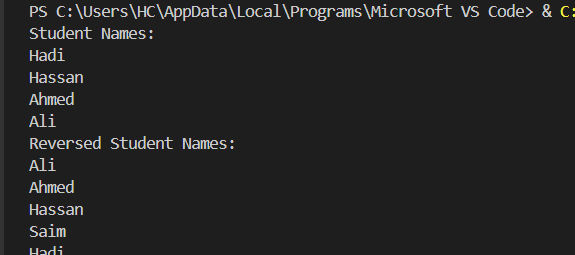 PS C:\Users\HC\AppData\Local\Programs\Microsoft VS Code> & C:
Student Names:
Hadi
Hassan
Ahmed
Ali
Reversed Student Names:
Ali
Ahmed
Hassan
Saim
Hadi